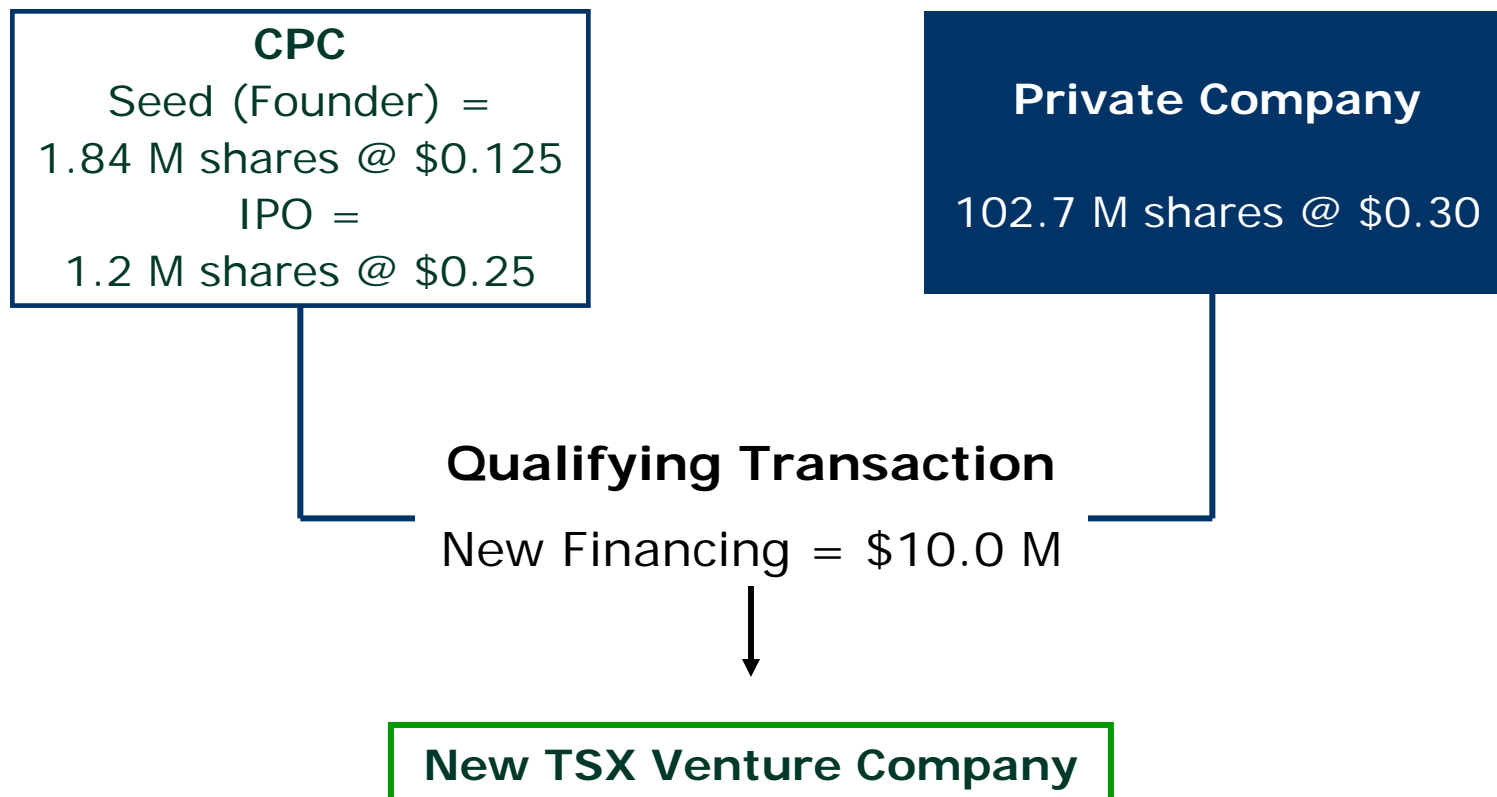 CPC
Seed (Founder) =
1.84 M shares @ $0.125
IPO =
1.2 M shares @ $0.25
Private Company
102.7 M shares @ $0.30
Qualifying Transaction
New Financing = $10.0 M
New TSX Venture Company